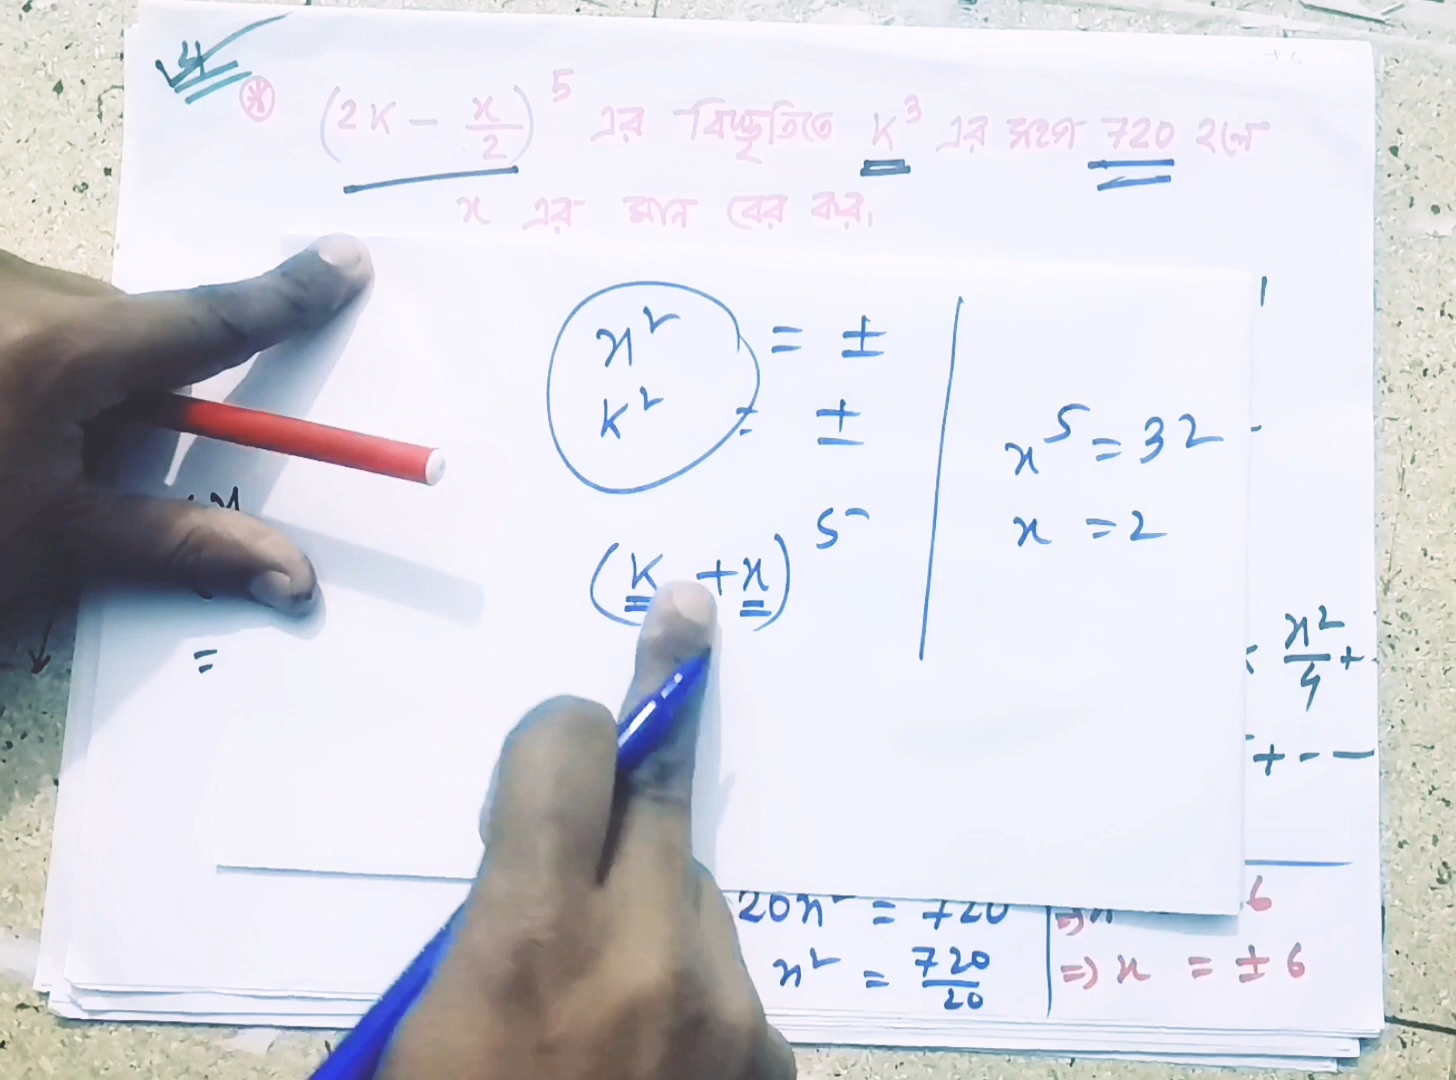 (2K - x/2)^5 এর বিস্তৃতিতে K^3 এর সহগ 720 হলে
x এর মান বের কর।
x^2 = ±
K^2 = ±
(K + x)^5
x^5 = 32
x = 2
=
x^2/4 +
+ - -
20x^2 = 720
x^2 = 720/20
6
=> x = ±6